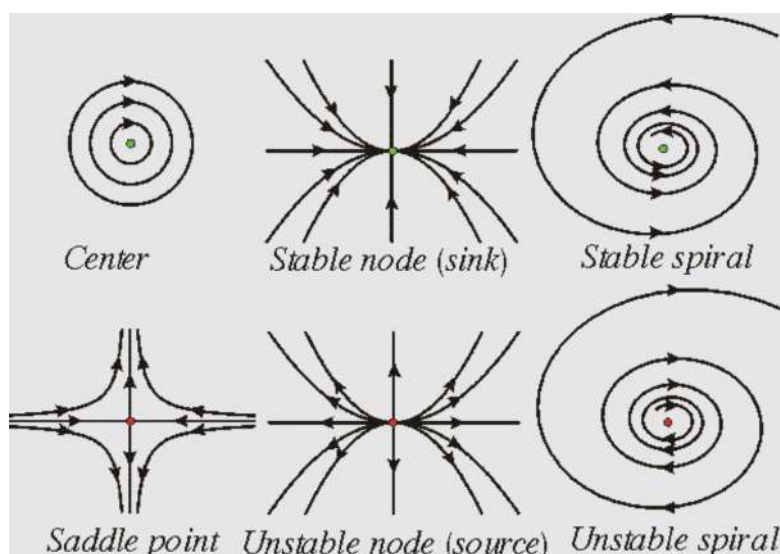 Center
Stable node (sink)
Stable spiral
Saddle point
Unstable node (source)
Unstable spiral